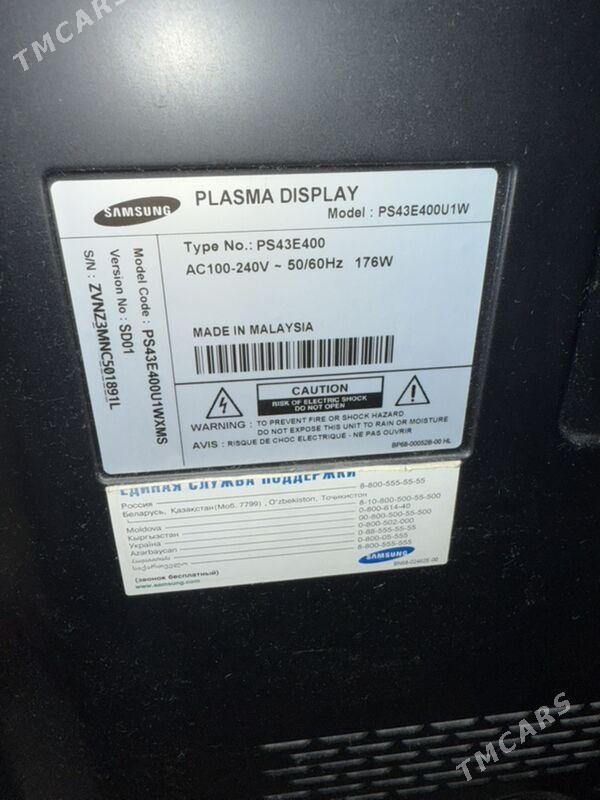 TMCARS
SAMSUNG
PLASMA DISPLAY
Model : PS43E400U1W
Type No.: PS43E400
AC100-240V ~ 50/60Hz 176W
MADE IN MALAYSIA
Model Code : PS43E400U1WXMS
Version No : SD01
S/N : ZVNZ3MNC501891L
CAUTION
RISK OF ELECTRIC SHOCK
DO NOT OPEN
WARNING : TO PREVENT FIRE OR SHOCK HAZARD
DO NOT EXPOSE THIS UNIT TO RAIN OR MOISTURE
AVIS : RISQUE DE CHOC ELECTRIQUE - NE PAS OUVRIR
BP68-00052B-00 HL
ЕДИНАЯ СЛУЖБА ПОДДЕРЖКИ
Россия 8-800-555-55-55
Беларусь, Казахстан(Моб. 7799) , O'zbekiston, Тоҷикистон 8-10-800-500-55-500
Moldova 0-800-614-40
Кыргызстан 00-800-500-55-500
Україна 0-800-502-000
Azərbaycan 0-88-555-55-55
0-800-05-555
8-800-555-555
(звонок бесплатный)
www.samsung.com
SAMSUNG
TMCARS